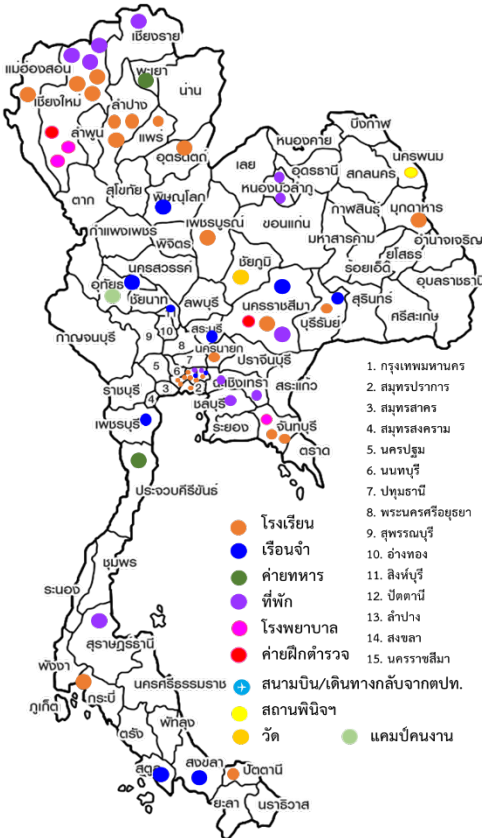 เชียงราย
แม่ฮ่องสอน
พะเยา
น่าน
เชียงใหม่
ลำปาง
ลำพูน
แพร่
อุตรดิตถ์
บึงกาฬ
หนองคาย
เลย
นครพนม
อุดรธานี
สกลนคร
หนองบัวลำภู
สุโขทัย
ตาก
พิษณุโลก
มุกดาหาร
กาฬสินธุ์
ขอนแก่น
เพชรบูรณ์
กำแพงเพชร
พิจิตร
มหาสารคาม
อำนาจเจริญ
ยโสธร
ร้อยเอ็ด
ชัยภูมิ
นครสวรรค์
อุทัยธานี
อุบลราชธานี
ชัยนาท
ลพบุรี
นครราชสีมา
สุรินทร์
ศรีสะเกษ
บุรีรัมย์
สระบุรี
กาญจนบุรี
นครนายก
ปราจีนบุรี
11
10
9
8
7
5
6
1
2
3
4
ฉะเชิงเทรา
สระแก้ว
ราชบุรี
ชลบุรี
ระยอง
จันทบุรี
ตราด
เพชรบุรี
ประจวบคีรีขันธ์
ชุมพร
ระนอง
สุราษฎร์ธานี
พังงา
นครศรีธรรมราช
ภูเก็ต
กระบี่
ตรัง
พัทลุง
สตูล
สงขลา
ปัตตานี
ยะลา
นราธิวาส
1. กรุงเทพมหานคร
2. สมุทรปราการ
3. สมุทรสาคร
4. สมุทรสงคราม
5. นครปฐม
6. นนทบุรี
7. ปทุมธานี
8. พระนครศรีอยุธยา
9. สุพรรณบุรี
10. อ่างทอง
11. สิงห์บุรี
12. ปัตตานี
13. ลำปาง
14. สงขลา
15. นครราชสีมา
โรงเรียน
เรือนจำ
ค่ายทหาร
ที่พัก
โรงพยาบาล
ค่ายฝึกตำรวจ
สนามบิน/เดินทางกลับจากตปท.
สถานพินิจฯ
วัด
แคมป์คนงาน